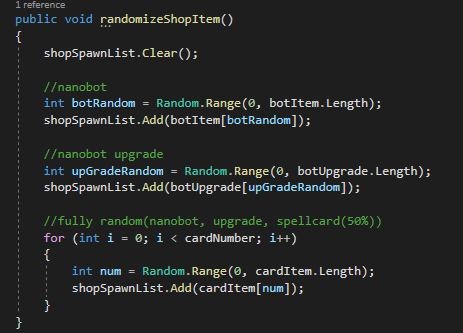 1 reference
public void randomizeShopItem()
{
shopSpawnList.Clear();
//nanobot
int botRandom = Random.Range(0, botItem.Length);
shopSpawnList.Add(botItem[botRandom]);
//nanobot upgrade
int upGradeRandom = Random.Range(0, botUpgrade.Length);
shopSpawnList.Add(botUpgrade[upGradeRandom]);
//fully random(nanobot, upgrade, spellcard(50%))
for (int i = 0; i < cardNumber; i++)
{
int num = Random.Range(0, cardItem.Length);
shopSpawnList.Add(cardItem[num]);
}
}